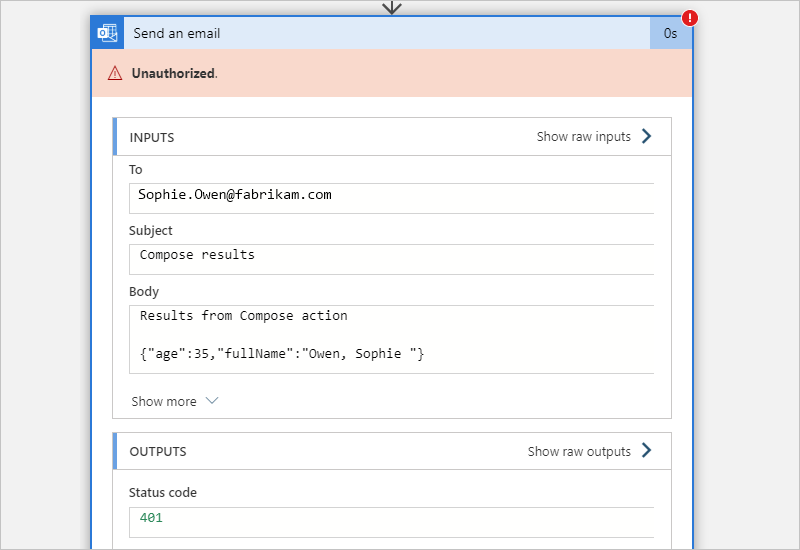 Send an email
0s
Unauthorized.
INPUTS
Show raw inputs
To
Sophie.Owen@fabrikam.com
Subject
Compose results
Body
Results from Compose action
{"age":35,"fullName":"Owen, Sophie "}
Show more
OUTPUTS
Show raw outputs
Status code
401